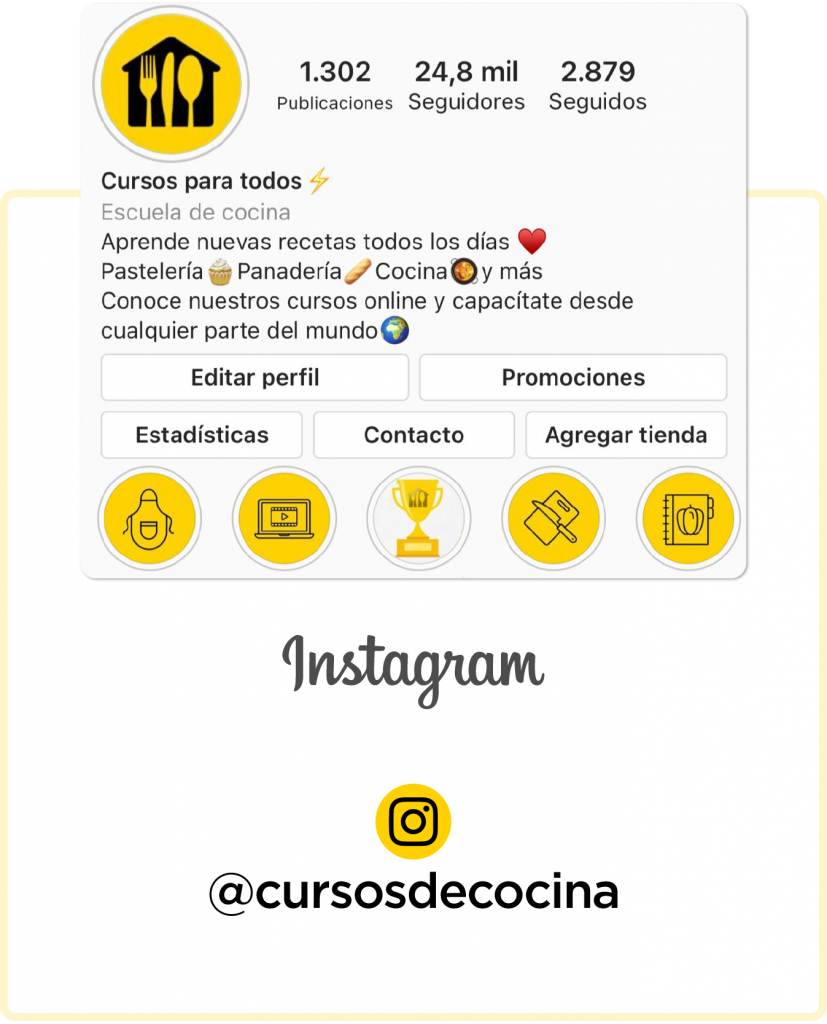 1.302 24,8 mil 2.879
Publicaciones Seguidores Seguidos
Cursos para todos ⚡
Escuela de cocina
Aprende nuevas recetas todos los días ♥️
Pastelería🧁Panadería🥖Cocina🥘y más
Conoce nuestros cursos online y capacítate desde
cualquier parte del mundo🌍
Editar perfil Promociones
Estadísticas Contacto Agregar tienda
Instagram
@cursosdecocina